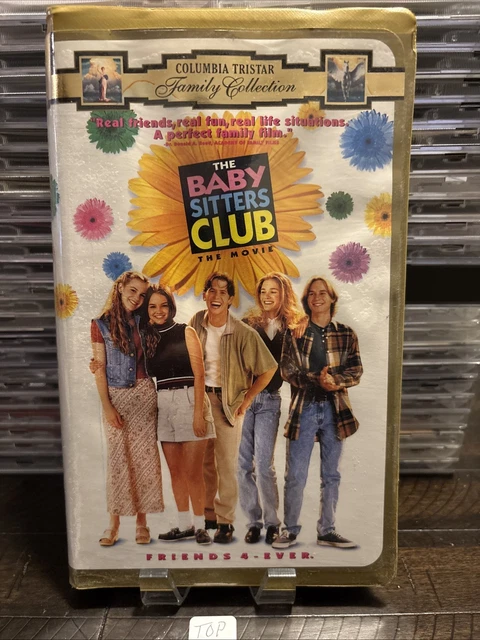 COLUMBIA TRISTAR
Family Collection
"Real friends, real fun, real life situations.
A perfect family film."
THE
BABY
SITTERS
CLUB
THE MOVIE
FRIENDS 4-EVER.
TOP